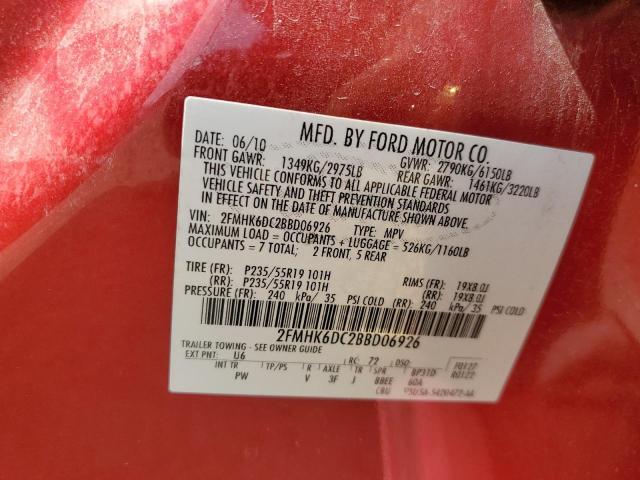 MFD. BY FORD MOTOR CO.
DATE: 06/10 GVWR: 2790KG/6150LB
FRONT GAWR: 1349KG/2975LB REAR GAWR: 1461KG/3220LB
THIS VEHICLE CONFORMS TO ALL APPLICABLE FEDERAL MOTOR
VEHICLE SAFETY AND THEFT PREVENTION STANDARDS
IN EFFECT ON THE DATE OF MANUFACTURE SHOWN ABOVE.
VIN: 2FMHK6DC2BBD06926 TYPE: MPV
MAXIMUM LOAD = OCCUPANTS + LUGGAGE = 526KG/1160LB
OCCUPANTS = 7 TOTAL; 2 FRONT, 5 REAR
TIRE (FR): P235/55R19 101H RIMS (FR): 19X8.0J
(RR): P235/55R19 101H (RR): 19X8.0J
PRESSURE (FR): 240 kPa/ 35 PSI COLD (RR): 240 kPa/ 35 PSI COLD
2FMHK6DC2BBD06926
TRAILER TOWING - SEE OWNER GUIDE
EXT PNT: U6 RC: 72 DSO:
INT TR TP/PS R AXLE TR SPR BP31D
PW V 3F J BBEE 60A